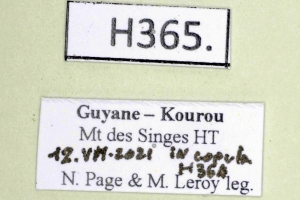 H365.
Guyane – Kourou
Mt des Singes HT
12.VII.2021 in copula
H364
N. Page & M. Leroy leg.